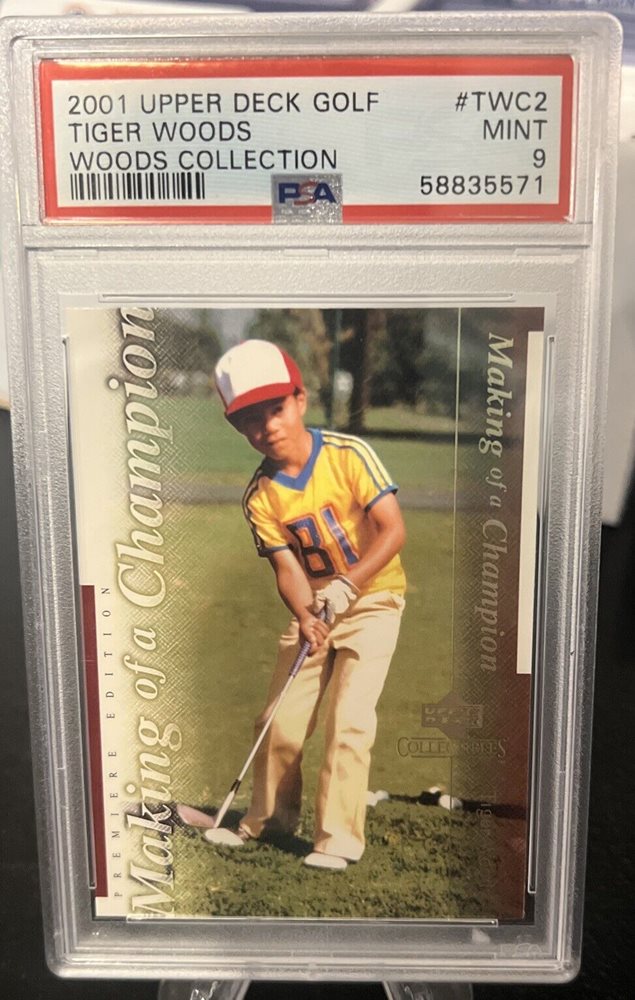 2001 UPPER DECK GOLF #TWC2
TIGER WOODS MINT
WOODS COLLECTION 9
PSA 58835571
Making of a Champion
PREMIERE EDITION
Making of a Champion
81
COLLECTIBLES